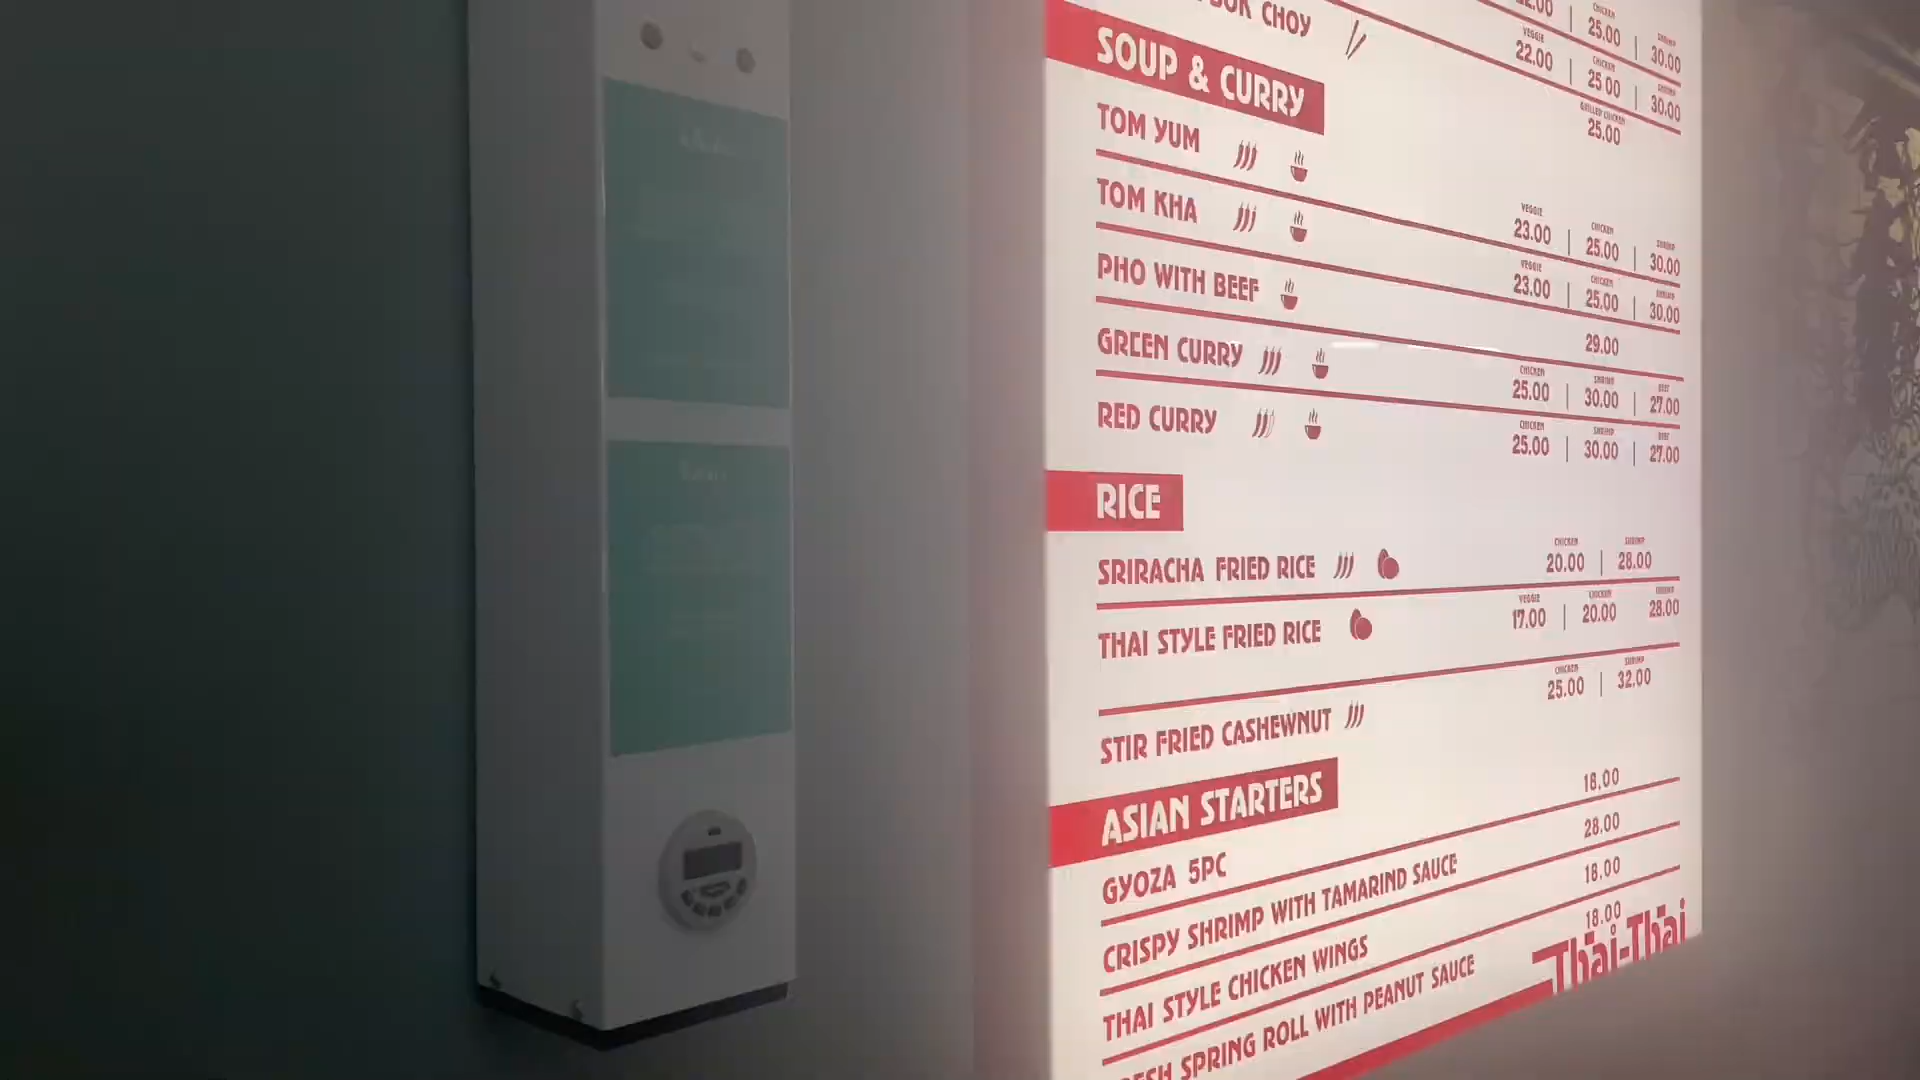 BOK CHOY
22.00 | CHICKEN 25.00 | SHRIMP 30.00
VEGGIE 22.00 | CHICKEN 25.00 | SHRIMP 30.00
GRILLED CHICKEN 25.00
SOUP & CURRY
TOM YUM VEGGIE 23.00 | CHICKEN 25.00 | SHRIMP 30.00
TOM KHA VEGGIE 23.00 | CHICKEN 25.00 | SHRIMP 30.00
PHO WITH BEEF 29.00
GREEN CURRY CHICKEN 25.00 | SHRIMP 30.00 | BEEF 27.00
RED CURRY CHICKEN 25.00 | SHRIMP 30.00 | BEEF 27.00
RICE
SRIRACHA FRIED RICE CHICKEN 20.00 | SHRIMP 28.00
THAI STYLE FRIED RICE VEGGIE 17.00 | CHICKEN 20.00 SHRIMP 28.00
STIR FRIED CASHEWNUT CHICKEN 25.00 | SHRIMP 32.00
ASIAN STARTERS
GYOZA 5PC 18.00
CRISPY SHRIMP WITH TAMARIND SAUCE 28.00
THAI STYLE CHICKEN WINGS 18.00
SPRING ROLL WITH PEANUT SAUCE 18.00
Thai-Thai